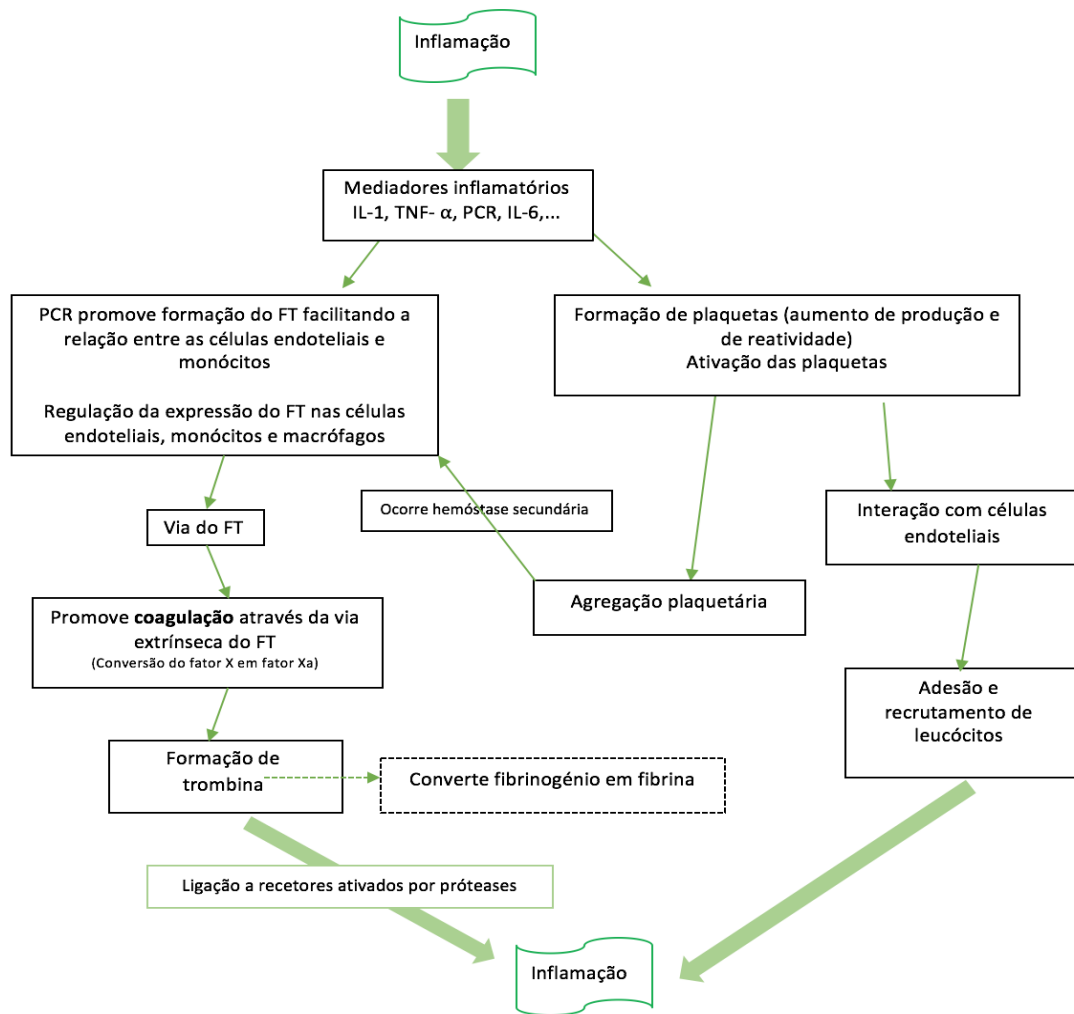 Inflamação
Mediadores inflamatórios
IL-1, TNF- α, PCR, IL-6,...
PCR promove formação do FT facilitando a
relação entre as células endoteliais e
monócitos
Regulação da expressão do FT nas células
endoteliais, monócitos e macrófagos
Formação de plaquetas (aumento de produção e
de reatividade)
Ativação das plaquetas
Ocorre hemóstase secundária
Interação com células
endoteliais
Via do FT
Agregação plaquetária
Promove coagulação através da via
extrínseca do FT
(Conversão do fator X em fator Xa)
Adesão e
recrutamento de
leucócitos
Formação de
trombina
Converte fibrinogénio em fibrina
Ligação a recetores ativados por próteases
Inflamação